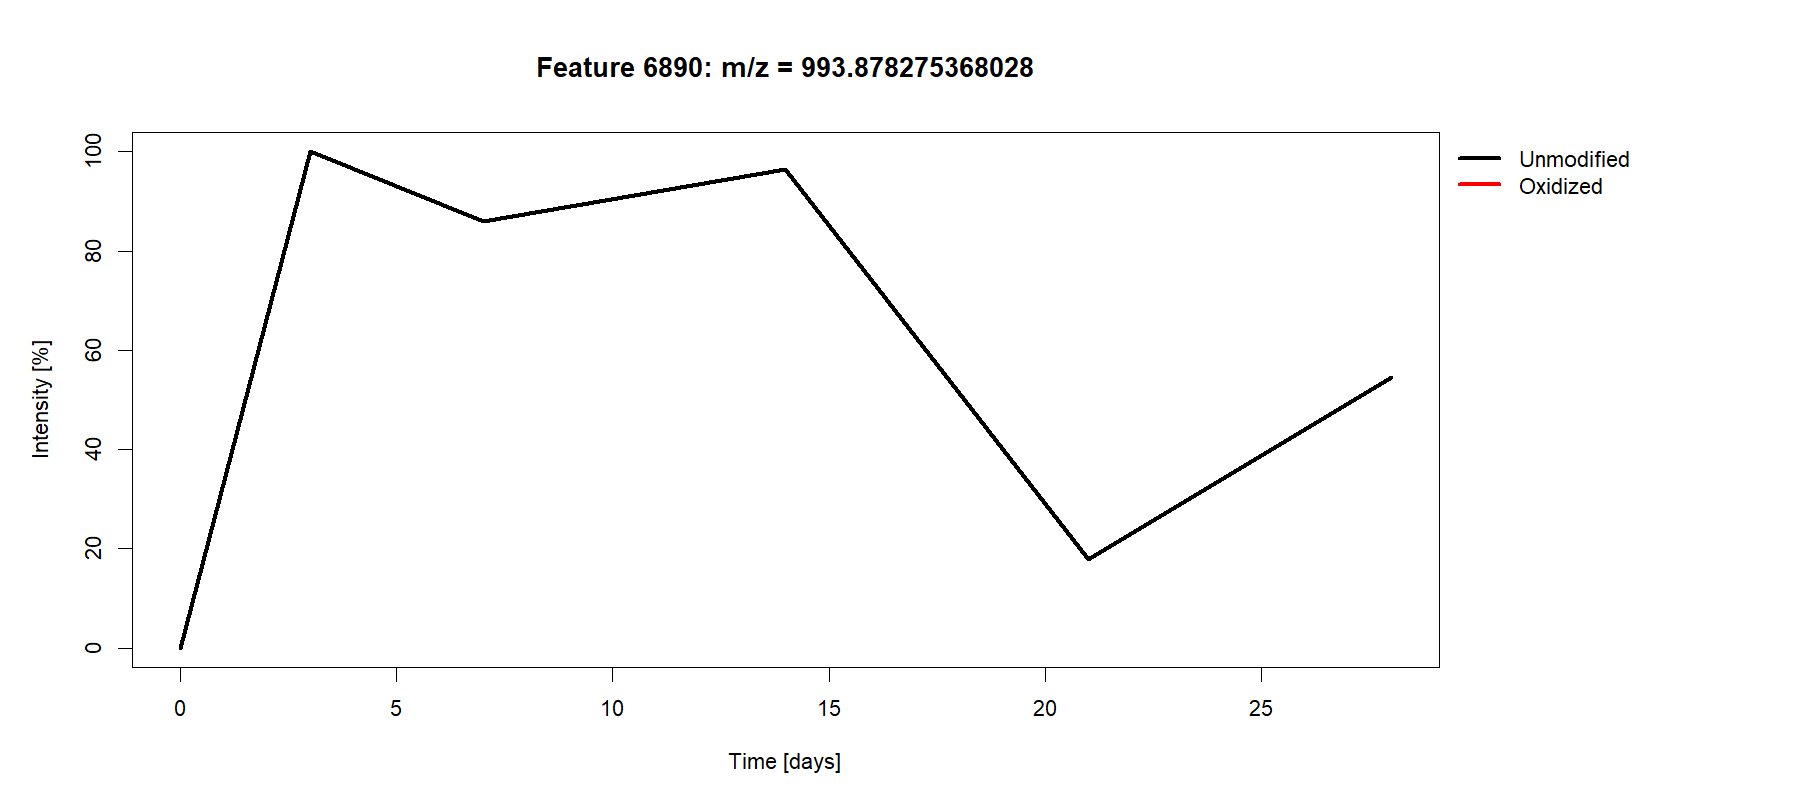 Feature 6890: m/z = 993.878275368028
Unmodified
Oxidized
Intensity [%]
100
80
60
40
20
0
0 5 10 15 20 25
Time [days]